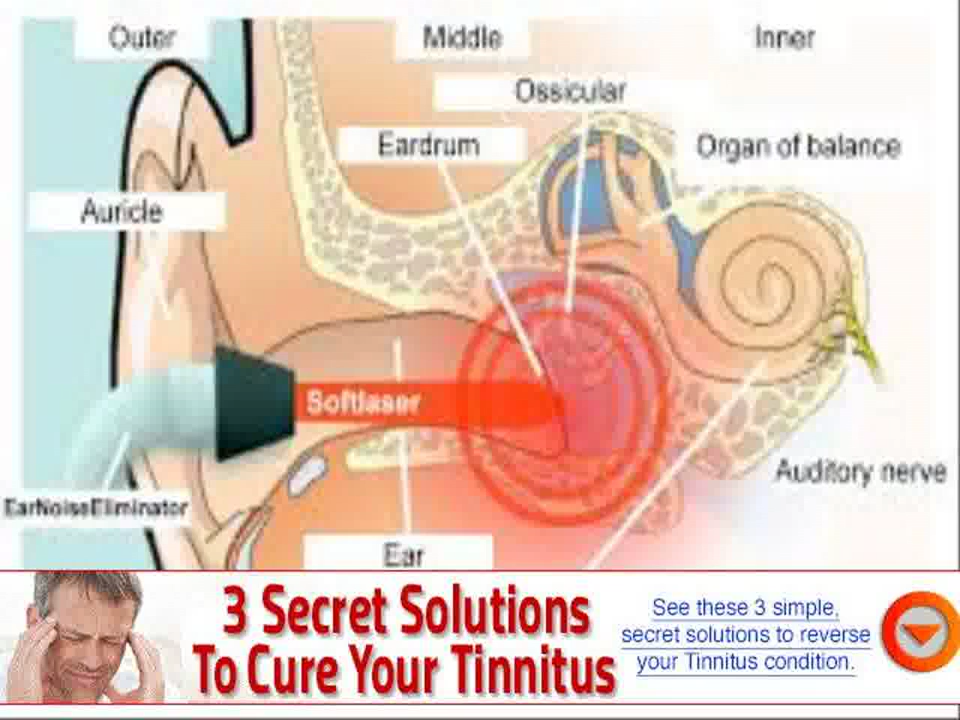 Outer
Middle
Inner
Ossicular
Eardrum
Organ of balance
Auricle
Softlaser
Auditory nerve
EarNoiseEliminator
Ear
3 Secret Solutions
To Cure Your Tinnitus
See these 3 simple,
secret solutions to reverse
your Tinnitus condition.